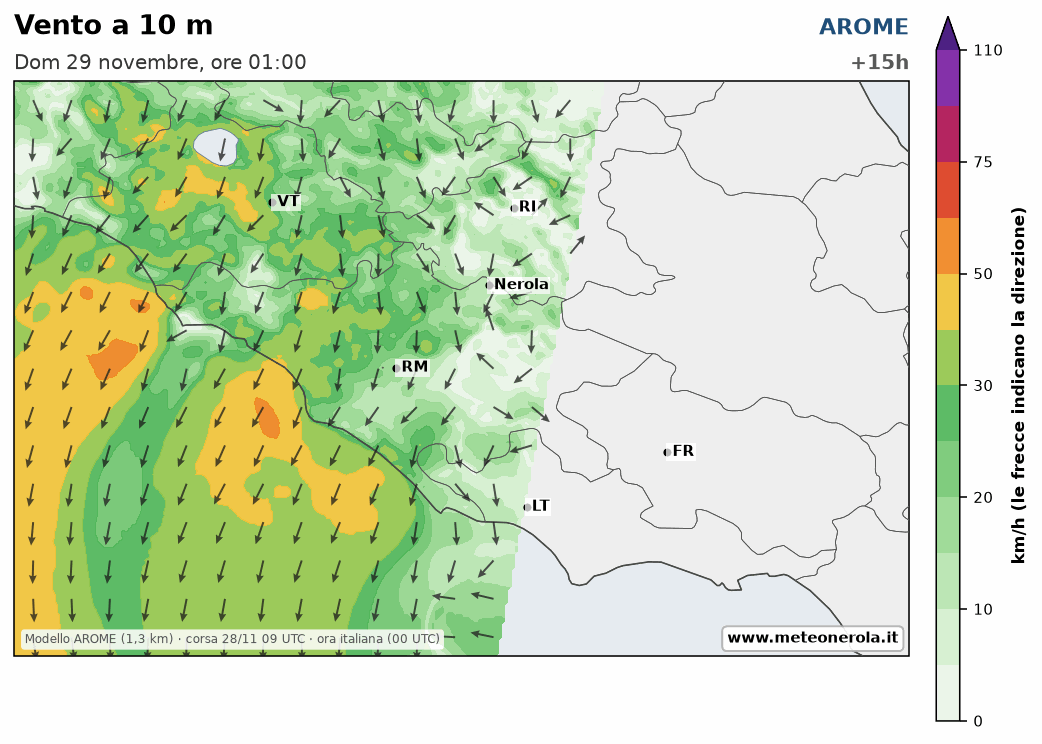 Vento a 10 m
AROME
Dom 29 novembre, ore 01:00
+15h
VT
RI
Nerola
RM
FR
LT
Modello AROME (1,3 km) · corsa 28/11 09 UTC · ora italiana (00 UTC)
www.meteonerola.it
110
75
50
30
20
10
0
km/h (le frecce indicano la direzione)